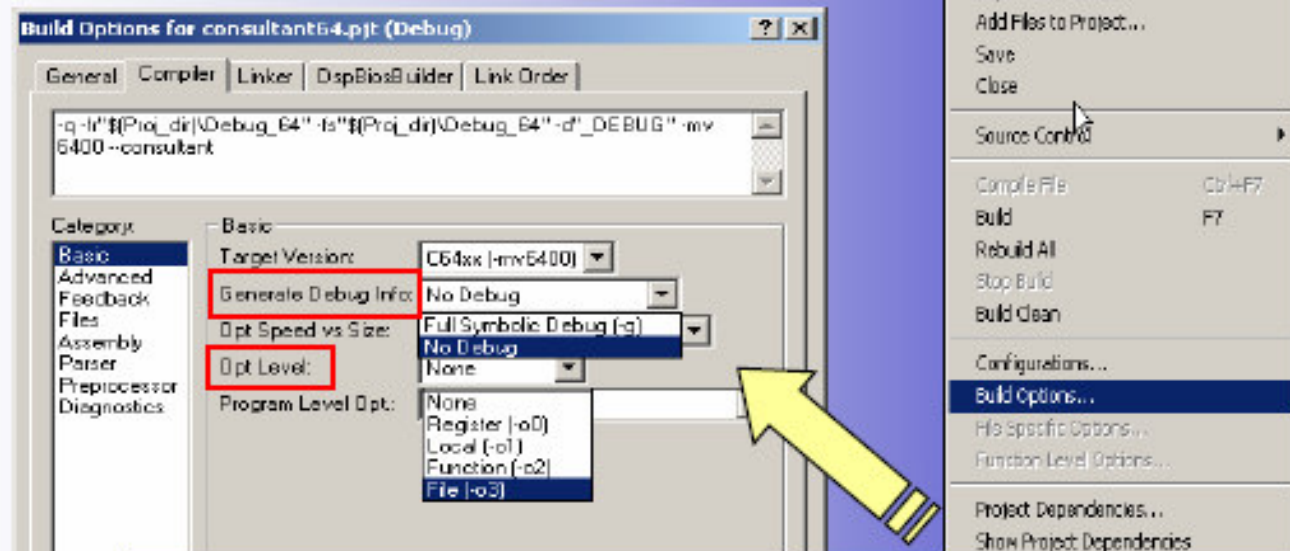 Build Options for consultant64.pjt (Debug)
General Compiler Linker DspBiosBuilder Link Order
-q -fr"$(Proj_dir)\Debug_64" -fs"$(Proj_dir)\Debug_64" -d"_DEBUG" -mv
6400 --consultant
Category:
Basic
Advanced
Feedback
Files
Assembly
Parser
Preprocessor
Diagnostics
Basic
Target Version: C64xx (-mv6400)
Generate Debug Info: No Debug
Full Symbolic Debug (-g)
No Debug
Opt Speed vs Size:
Opt Level: None
None
Register (-o0)
Local (-o1)
Function (-o2)
File (-o3)
Program Level Opt.:
Add Files to Project...
Save
Close
Source Control
Compile File Ctrl+F7
Build F7
Rebuild All
Stop Build
Build Clean
Configurations...
Build Options...
File Specific Options...
Function Level Options...
Project Dependencies...
Show Project Dependencies